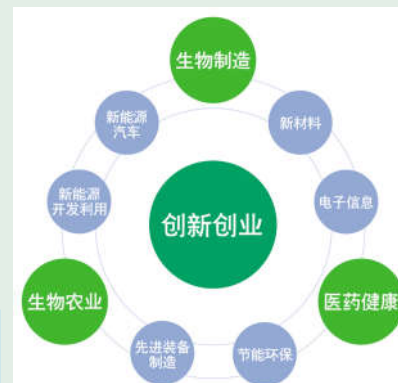 生物制造
新能源
汽车
新材料
新能源
开发利用
电子信息
创新创业
生物农业
医药健康
先进装备
制造
节能环保